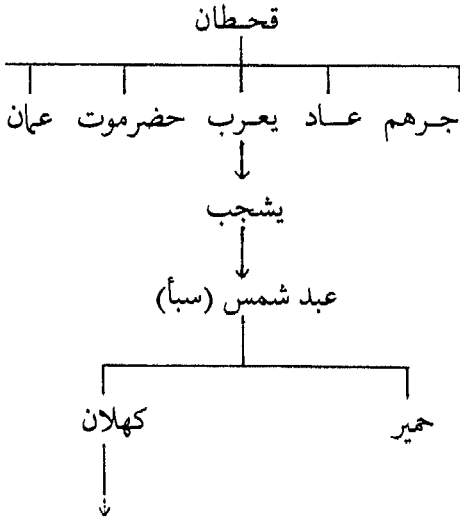 قحطان
جرهم عاد يعرب حضرموت عمان
يشجب
عبد شمس (سبأ)
حمير كهلان